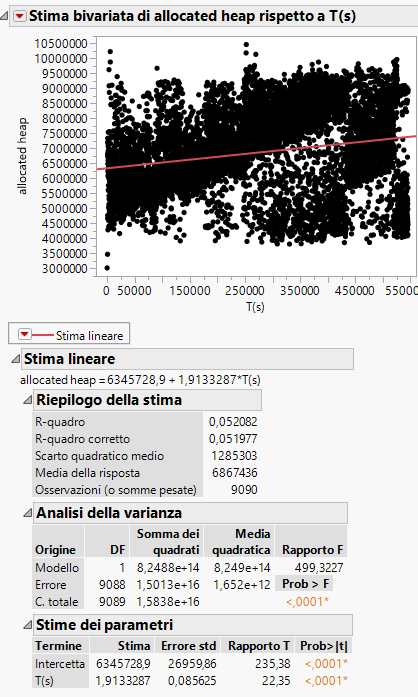 Stima bivariata di allocated heap rispetto a T(s)
10500000
10000000
9500000
9000000
8500000
8000000
7500000
7000000
6500000
6000000
5500000
5000000
4500000
4000000
3500000
3000000
allocated heap
0 50000 150000 250000 350000 450000 55000
T(s)
Stima lineare
Stima lineare
allocated heap = 6345728,9 + 1,9133287*T(s)
Riepilogo della stima
R-quadro 0,052082
R-quadro corretto 0,051977
Scarto quadratico medio 1285303
Media della risposta 6867436
Osservazioni (o somme pesate) 9090
Analisi della varianza
Somma dei Media
Origine DF quadrati quadratica Rapporto F
Modello 1 8,2488e+14 8,249e+14 499,3227
Errore 9088 1,5013e+16 1,652e+12 Prob > F
C. totale 9089 1,5838e+16 <,0001*
Stime dei parametri
Termine Stima Errore std Rapporto T Prob>|t|
Intercetta 6345728,9 26959,86 235,38 <,0001*
T(s) 1,9133287 0,085625 22,35 <,0001*